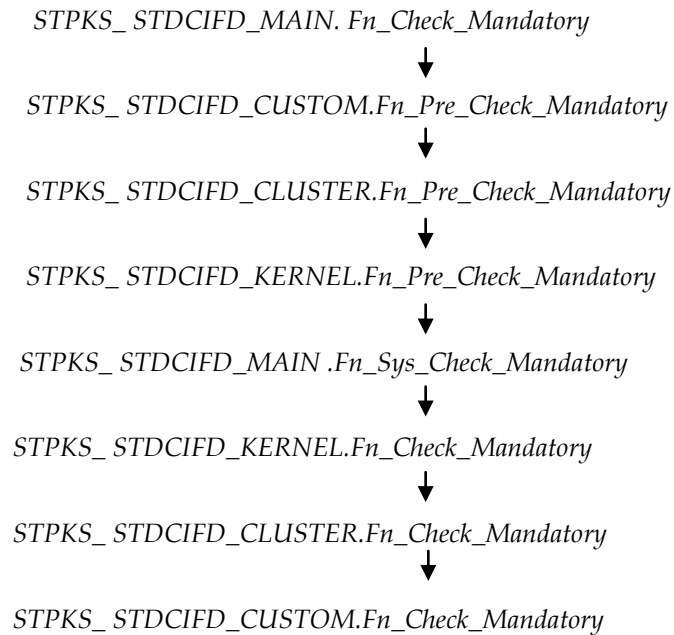 STPKS_ STDCIFD_MAIN. Fn_Check_Mandatory
STPKS_ STDCIFD_CUSTOM.Fn_Pre_Check_Mandatory
STPKS_ STDCIFD_CLUSTER.Fn_Pre_Check_Mandatory
STPKS_ STDCIFD_KERNEL.Fn_Pre_Check_Mandatory
STPKS_ STDCIFD_MAIN .Fn_Sys_Check_Mandatory
STPKS_ STDCIFD_KERNEL.Fn_Check_Mandatory
STPKS_ STDCIFD_CLUSTER.Fn_Check_Mandatory
STPKS_ STDCIFD_CUSTOM.Fn_Check_Mandatory